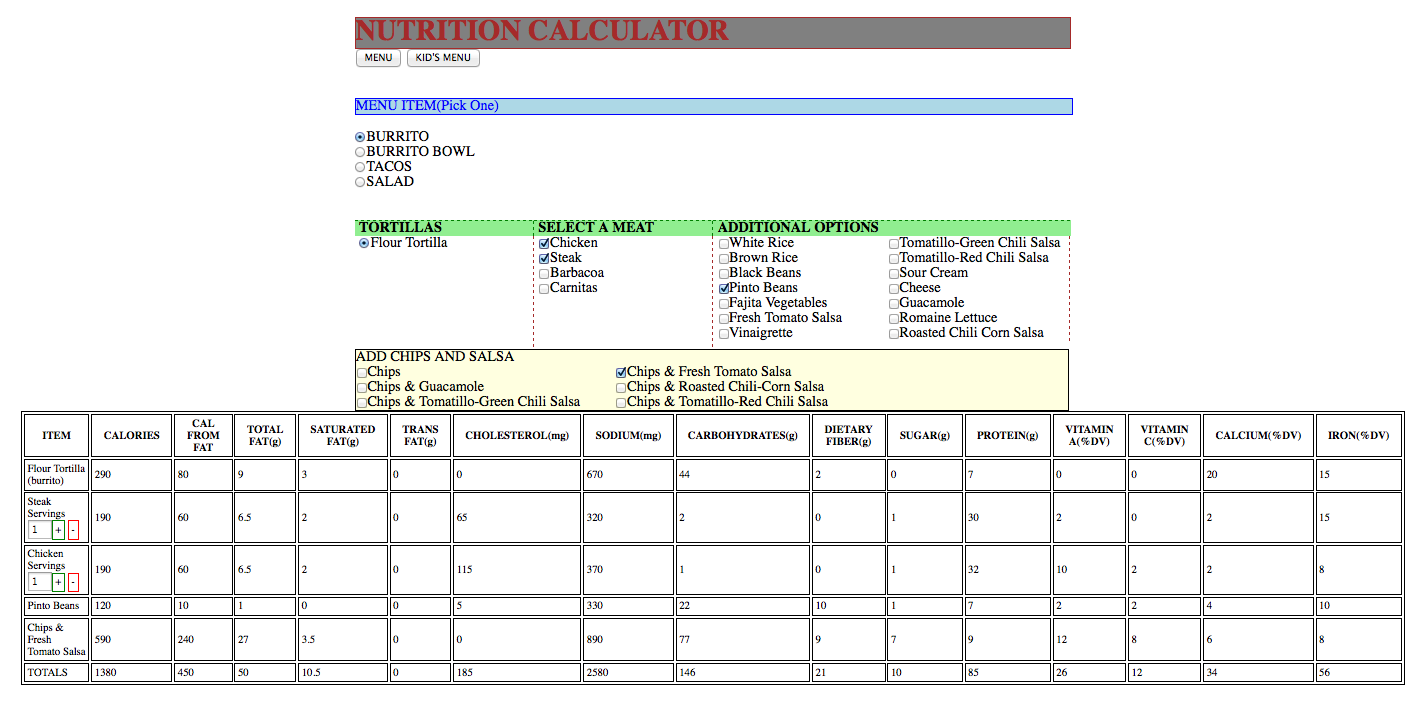 NUTRITION CALCULATOR
MENU KID'S MENU
MENU ITEM(Pick One)
BURRITO
BURRITO BOWL
TACOS
SALAD
TORTILLAS SELECT A MEAT ADDITIONAL OPTIONS
Flour Tortilla Chicken White Rice Tomatillo-Green Chili Salsa
Steak Brown Rice Tomatillo-Red Chili Salsa
Barbacoa Black Beans Sour Cream
Carnitas Pinto Beans Cheese
Fajita Vegetables Guacamole
Fresh Tomato Salsa Romaine Lettuce
Vinaigrette Roasted Chili Corn Salsa
ADD CHIPS AND SALSA
Chips Chips & Fresh Tomato Salsa
Chips & Guacamole Chips & Roasted Chili-Corn Salsa
Chips & Tomatillo-Green Chili Salsa Chips & Tomatillo-Red Chili Salsa
ITEM CALORIES CAL FROM FAT TOTAL FAT(g) SATURATED FAT(g) TRANS FAT(g) CHOLESTEROL(mg) SODIUM(mg) CARBOHYDRATES(g) DIETARY FIBER(g) SUGAR(g) PROTEIN(g) VITAMIN A(%DV) VITAMIN C(%DV) CALCIUM(%DV) IRON(%DV)
Flour Tortilla (burrito) 290 80 9 3 0 0 670 44 2 0 7 0 0 20 15
Steak Servings 1 + - 190 60 6.5 2 0 65 320 2 0 1 30 2 0 2 15
Chicken Servings 1 + - 190 60 6.5 2 0 115 370 1 0 1 32 10 2 2 8
Pinto Beans 120 10 1 0 0 5 330 22 10 1 7 2 2 4 10
Chips & Fresh Tomato Salsa 590 240 27 3.5 0 0 890 77 9 7 9 12 8 6 8
TOTALS 1380 450 50 10.5 0 185 2580 146 21 10 85 26 12 34 56